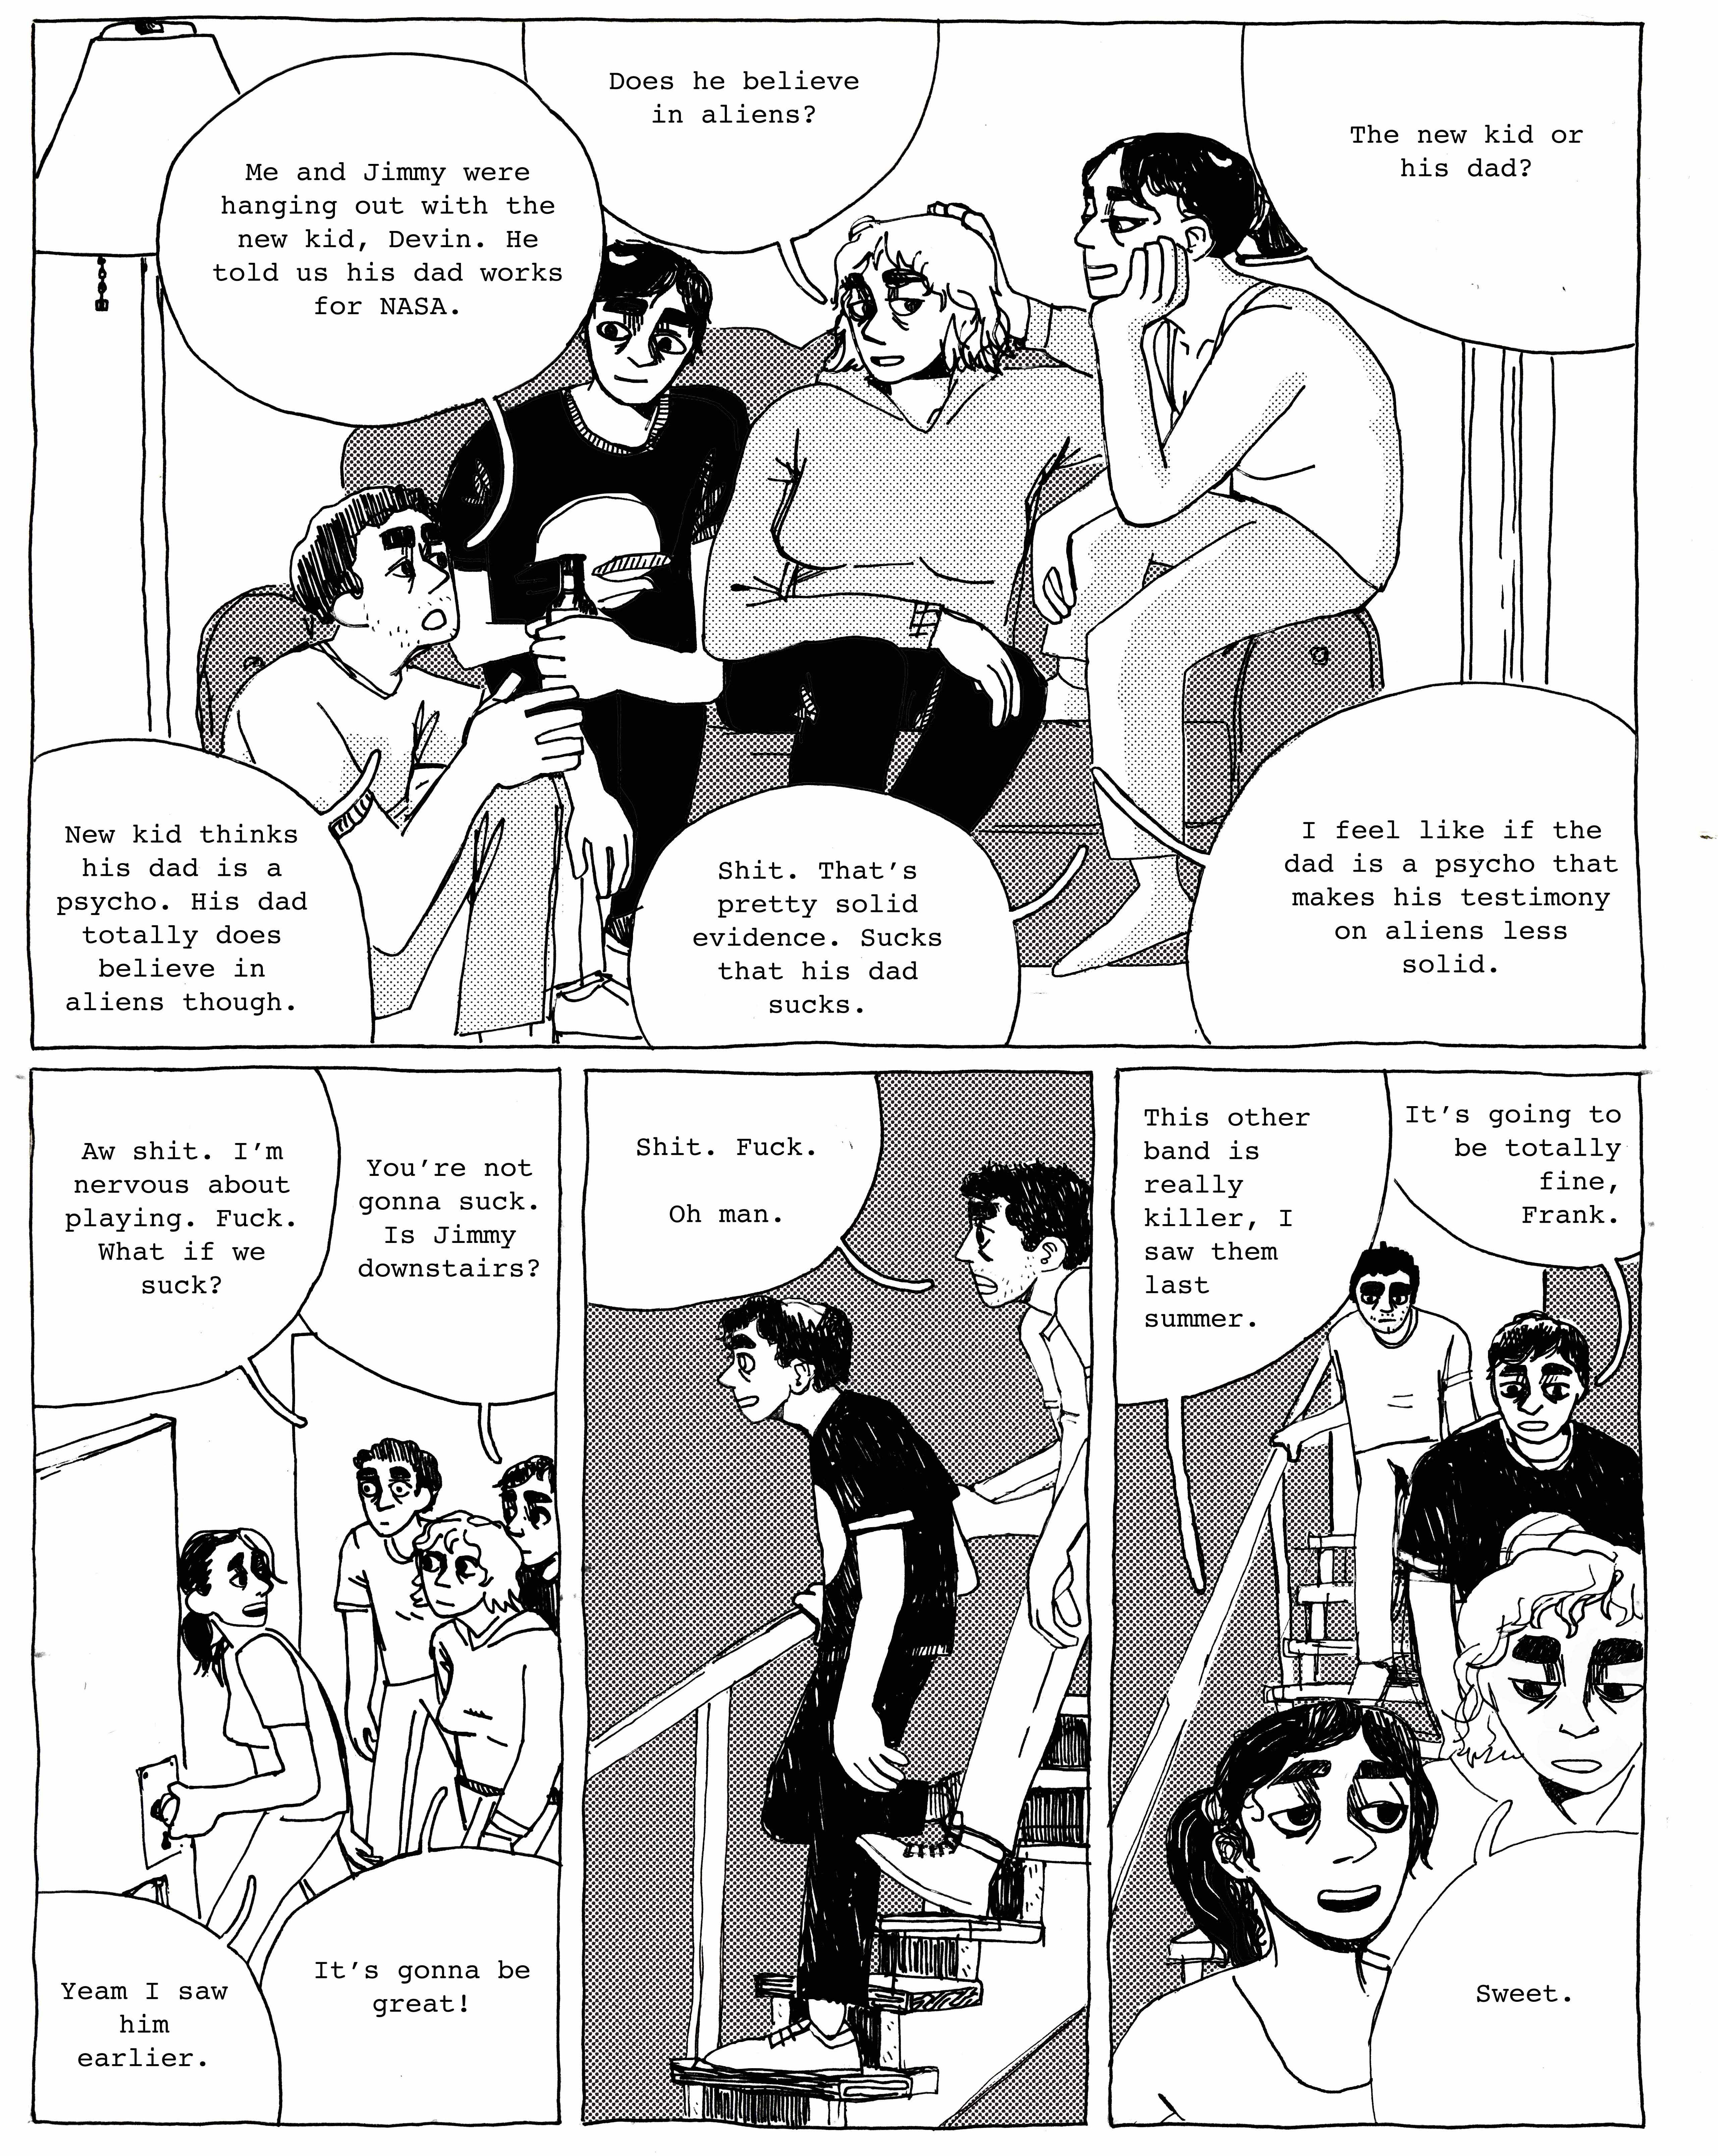 Me and Jimmy were
hanging out with the
new kid, Devin. He
told us his dad works
for NASA.
Does he believe
in aliens?
The new kid or
his dad?
New kid thinks
his dad is a
psycho. His dad
totally does
believe in
aliens though.
Shit. That's
pretty solid
evidence. Sucks
that his dad
sucks.
I feel like if the
dad is a psycho that
makes his testimony
on aliens less
solid.
Aw shit. I'm
nervous about
playing. Fuck.
What if we
suck?
You're not
gonna suck.
Is Jimmy
downstairs?
Yeam I saw
him
earlier.
It's gonna be
great!
Shit. Fuck.
Oh man.
This other
band is
really
killer, I
saw them
last
summer.
It's going to
be totally
fine,
Frank.
Sweet.